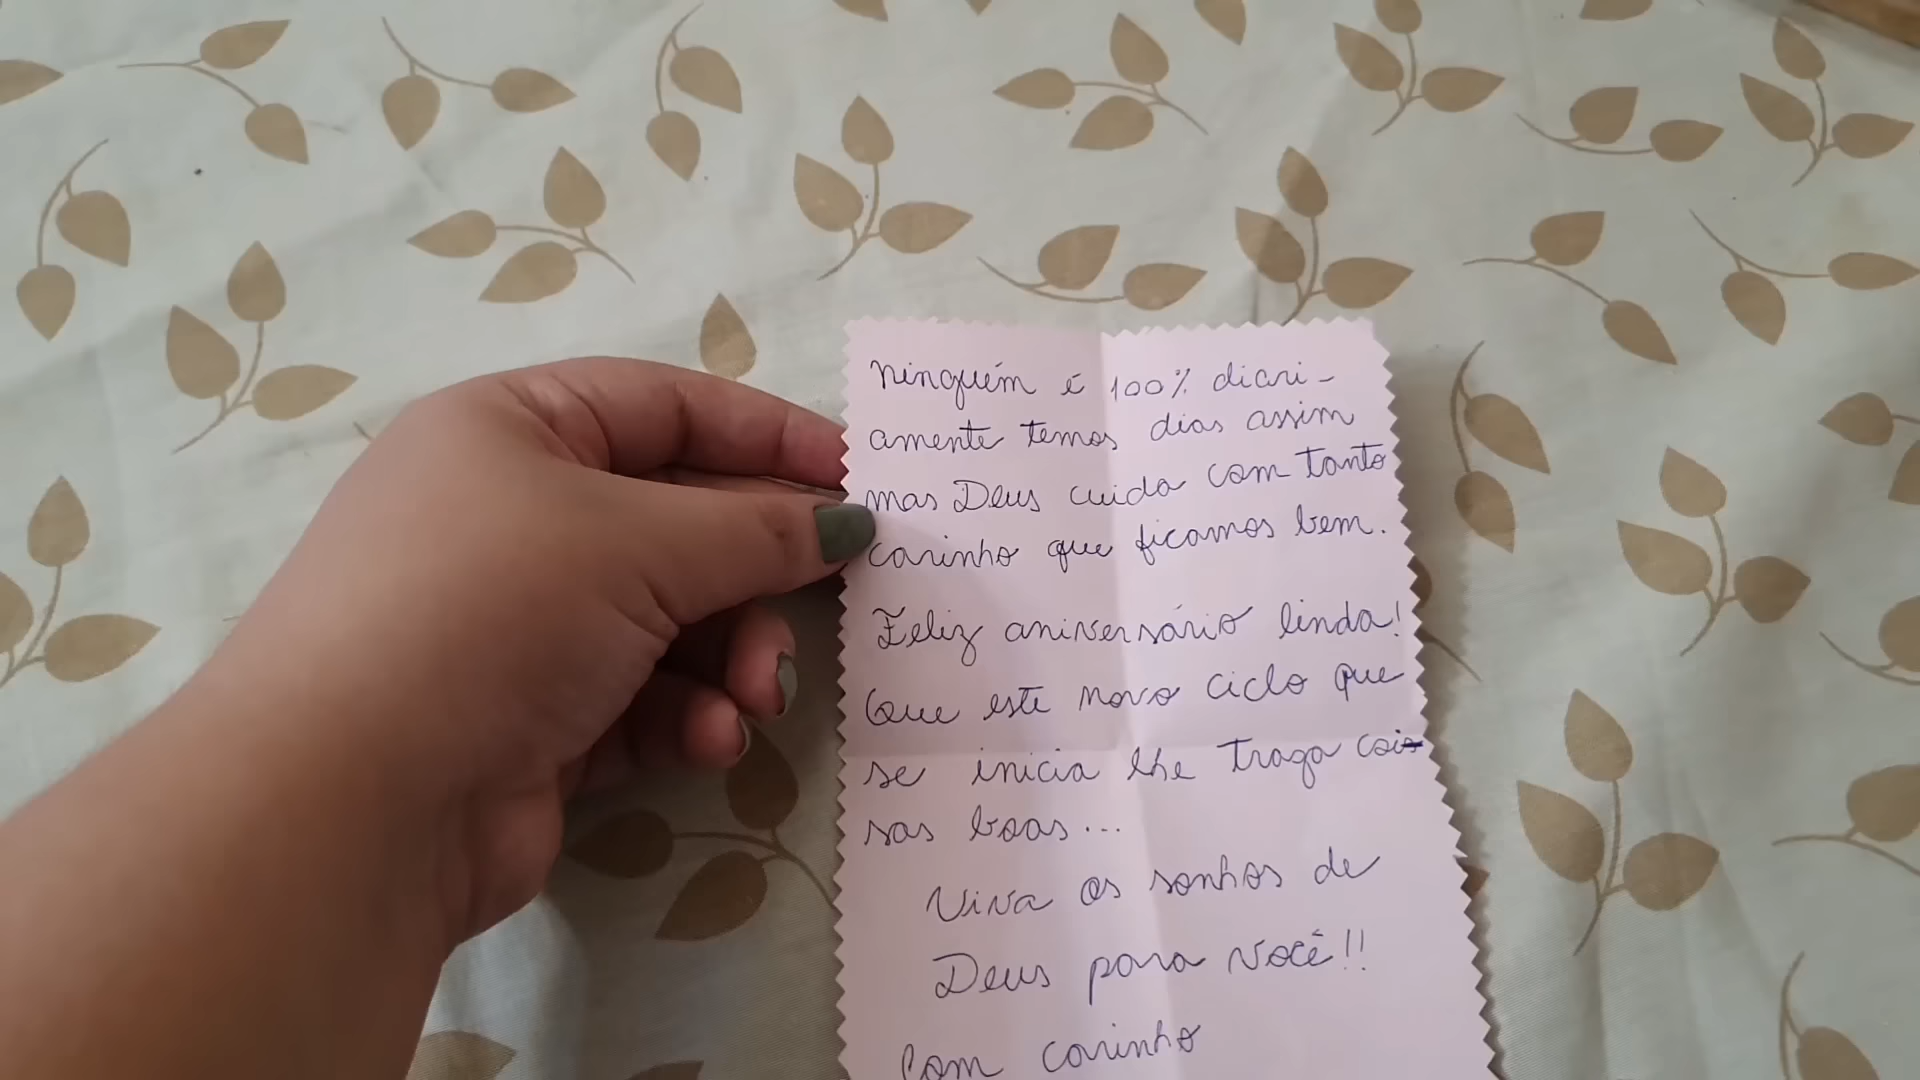 Ninguém é 100% diari-
amente temos dias assim
mas Deus cuida com tanto
carinho que ficamos bem.
Feliz aniversário linda!
Que este novo ciclo que
se inicia lhe traga coi-
sas boas...
Viva os sonhos de
Deus para você!!
Com carinho